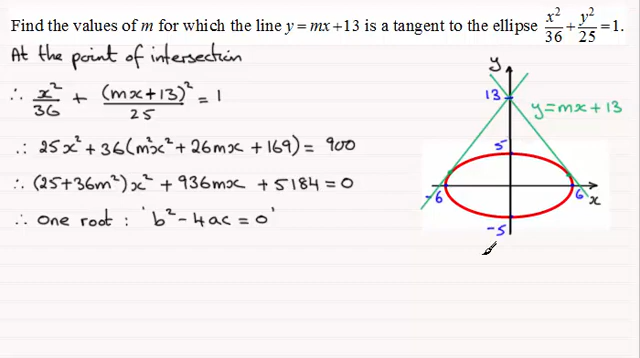 Find the values of m for which the line y = mx + 13 is a tangent to the ellipse x²/36 + y²/25 = 1.
At the point of intersection
∴ x²/36 + (mx+13)²/25 = 1
∴ 25x² + 36(m²x² + 26mx + 169) = 900
∴ (25+36m²)x² + 936mx + 5184 = 0
∴ One root : 'b² - 4ac = 0'
y
13
y=mx+13
5
-6
6
x
-5